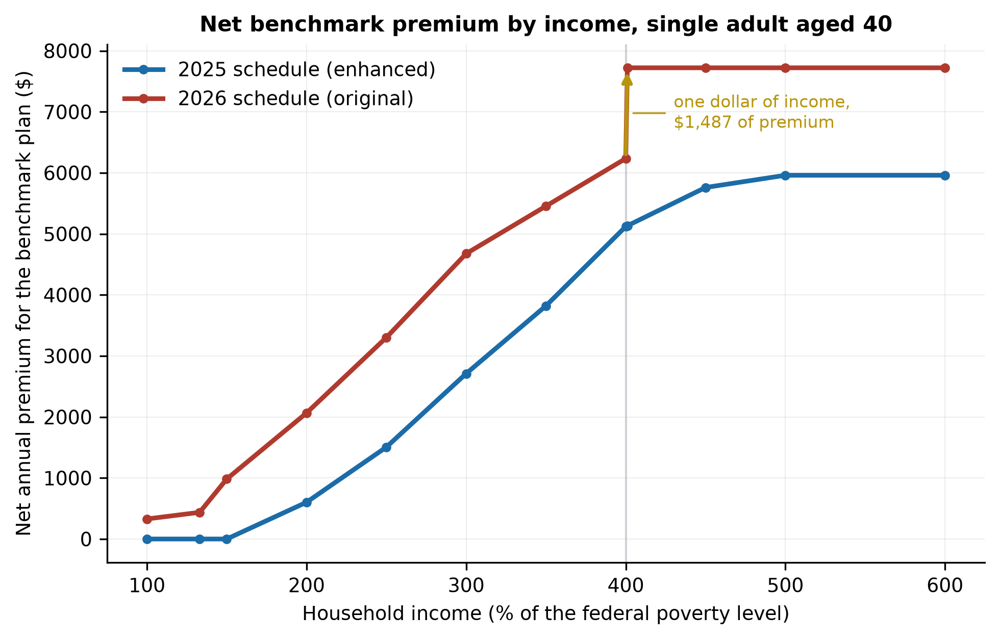 Net benchmark premium by income, single adult aged 40
Net annual premium for the benchmark plan ($)
8000
7000
6000
5000
4000
3000
2000
1000
0
2025 schedule (enhanced)
2026 schedule (original)
one dollar of income,
$1,487 of premium
100 200 300 400 500 600
Household income (% of the federal poverty level)